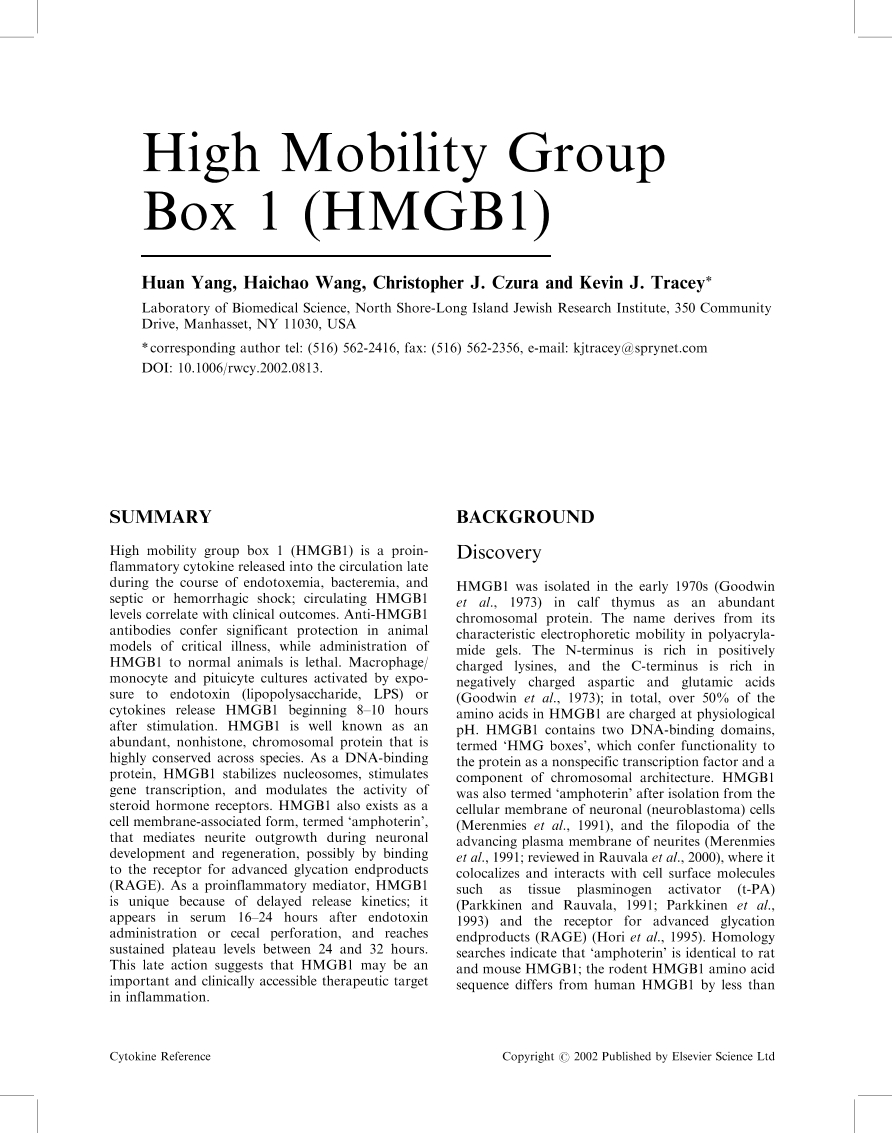 High Mobility Group
Box 1 (HMGB1)
Huan Yang, Haichao Wang, Christopher J. Czura and Kevin J. Tracey*
Laboratory of Biomedical Science, North Shore-Long Island Jewish Research Institute, 350 Community
Drive, Manhasset, NY 11030, USA
*corresponding author tel: (516) 562-2416, fax: (516) 562-2356, e-mail: kjtracey@sprynet.com
DOI: 10.1006/rwcy.2002.0813.
SUMMARY
High mobility group box 1 (HMGB1) is a proin-
flammatory cytokine released into the circulation late
during the course of endotoxemia, bacteremia, and
septic or hemorrhagic shock; circulating HMGB1
levels correlate with clinical outcomes. Anti-HMGB1
antibodies confer significant protection in animal
models of critical illness, while administration of
HMGB1 to normal animals is lethal. Macrophage/
monocyte and pituicyte cultures activated by expo-
sure to endotoxin (lipopolysaccharide, LPS) or
cytokines release HMGB1 beginning 8–10 hours
after stimulation. HMGB1 is well known as an
abundant, nonhistone, chromosomal protein that is
highly conserved across species. As a DNA-binding
protein, HMGB1 stabilizes nucleosomes, stimulates
gene transcription, and modulates the activity of
steroid hormone receptors. HMGB1 also exists as a
cell membrane-associated form, termed ‘amphoterin’,
that mediates neurite outgrowth during neuronal
development and regeneration, possibly by binding
to the receptor for advanced glycation endproducts
(RAGE). As a proinflammatory mediator, HMGB1
is unique because of delayed release kinetics; it
appears in serum 16–24 hours after endotoxin
administration or cecal perforation, and reaches
sustained plateau levels between 24 and 32 hours.
This late action suggests that HMGB1 may be an
important and clinically accessible therapeutic target
in inflammation.
BACKGROUND
Discovery
HMGB1 was isolated in the early 1970s (Goodwin
et al., 1973) in calf thymus as an abundant
chromosomal protein. The name derives from its
characteristic electrophoretic mobility in polyacryla-
mide gels. The N-terminus is rich in positively
charged lysines, and the C-terminus is rich in
negatively charged aspartic and glutamic acids
(Goodwin et al., 1973); in total, over 50% of the
amino acids in HMGB1 are charged at physiological
pH. HMGB1 contains two DNA-binding domains,
termed ‘HMG boxes’, which confer functionality to
the protein as a nonspecific transcription factor and a
component of chromosomal architecture. HMGB1
was also termed ‘amphoterin’ after isolation from the
cellular membrane of neuronal (neuroblastoma) cells
(Merenmies et al., 1991), and the filopodia of the
advancing plasma membrane of neurites (Merenmies
et al., 1991; reviewed in Rauvala et al., 2000), where it
colocalizes and interacts with cell surface molecules
such as tissue plasminogen activator (t-PA)
(Parkkinen and Rauvala, 1991; Parkkinen et al.,
1993) and the receptor for advanced glycation
endproducts (RAGE) (Hori et al., 1995). Homology
searches indicate that ‘amphoterin’ is identical to rat
and mouse HMGB1; the rodent HMGB1 amino acid
sequence differs from human HMGB1 by less than
Cytokine Reference
Copyright © 2002 Published by Elsevier Science Ltd